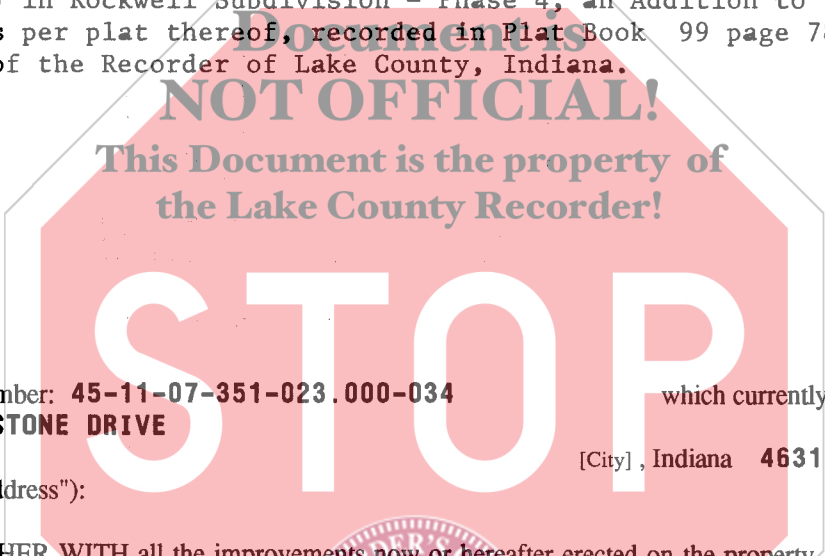 in Rockwell Subdivision - Phase 4, an Addition to
Document is
per plat thereof, recorded in Plat Book 99 page
of the Recorder of Lake County, Indiana.
NOT OFFICIAL!
This Document is the property of
the Lake County Recorder!
STOP
mber: 45-11-07-351-023.000-034 which currently
STONE DRIVE
[City] , Indiana 4631
ddress"):
HER WITH all the improvements now or hereafter erected on the property
DER'S